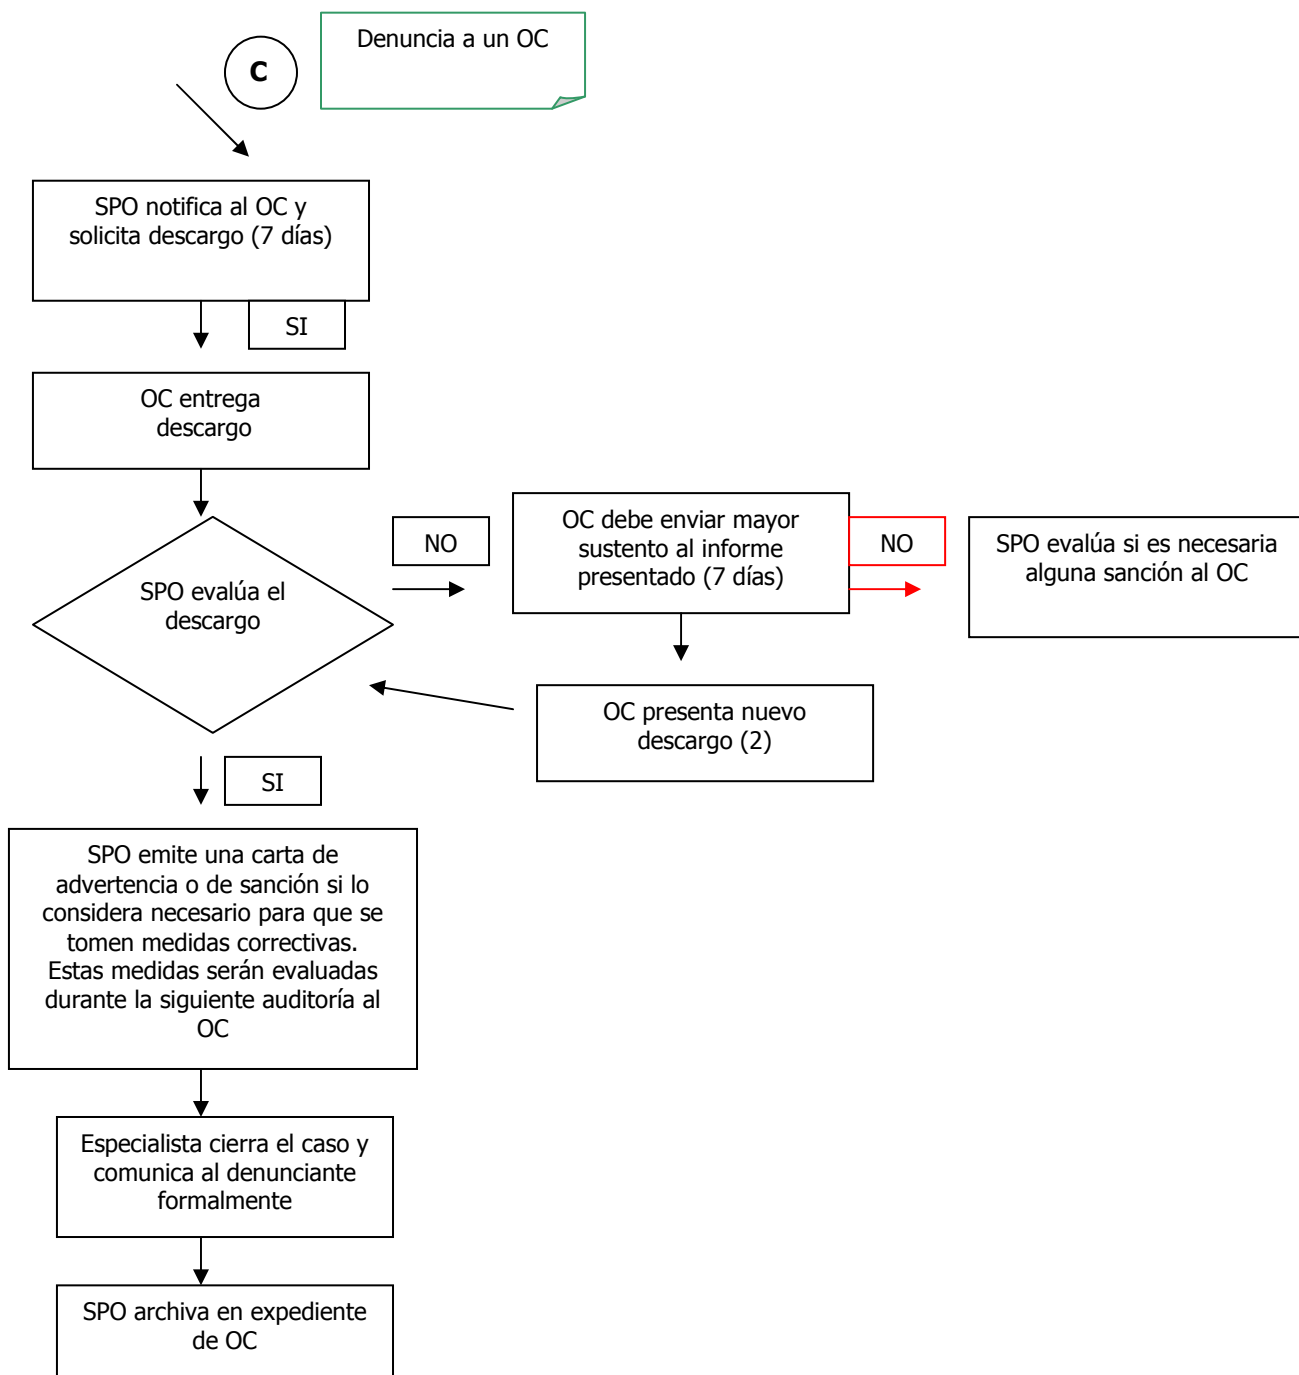 C
Denuncia a un OC
SPO notifica al OC y
solicita descargo (7 días)
SI
OC entrega
descargo
SPO evalúa el
descargo
NO
OC debe enviar mayor
sustento al informe
presentado (7 días)
NO
SPO evalúa si es necesaria
alguna sanción al OC
OC presenta nuevo
descargo (2)
SI
SPO emite una carta de
advertencia o de sanción si lo
considera necesario para que se
tomen medidas correctivas.
Estas medidas serán evaluadas
durante la siguiente auditoría al
OC
Especialista cierra el caso y
comunica al denunciante
formalmente
SPO archiva en expediente
de OC